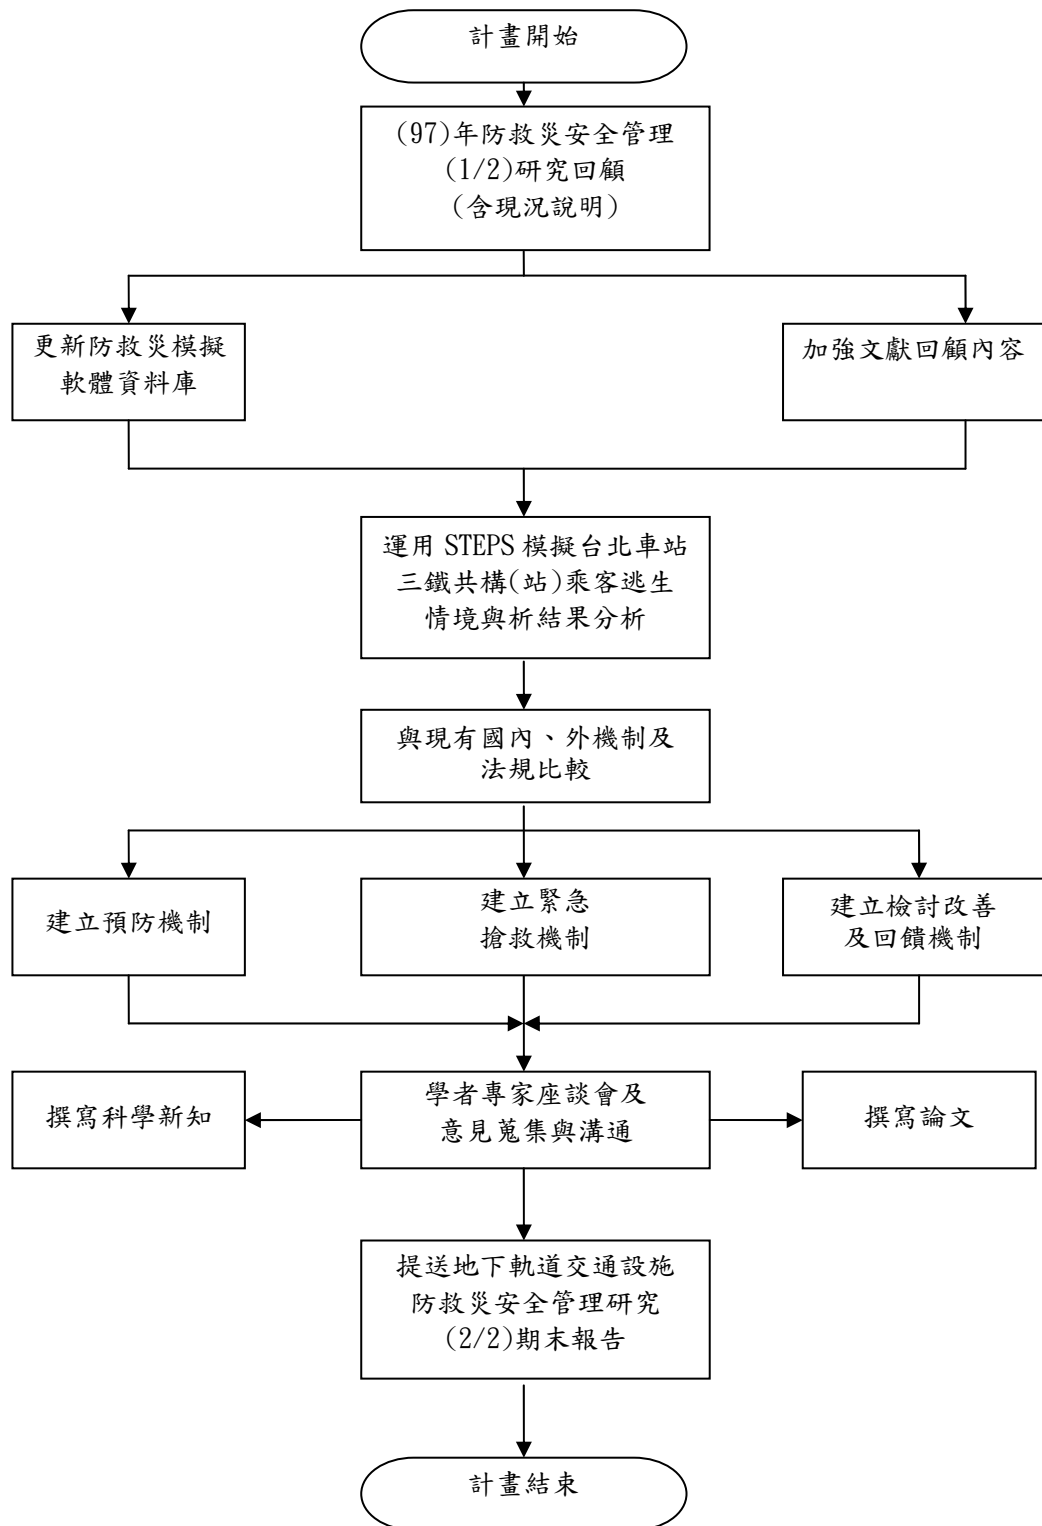 計畫開始
(97)年防救災安全管理
(1/2)研究回顧
(含現況說明)
更新防救災模擬
軟體資料庫
加強文獻回顧內容
運用 STEPS 模擬台北車站
三鐵共構(站)乘客逃生
情境與析結果分析
與現有國內、外機制及
法規比較
建立預防機制
建立緊急
搶救機制
建立檢討改善
及回饋機制
撰寫科學新知
學者專家座談會及
意見蒐集與溝通
撰寫論文
提送地下軌道交通設施
防救災安全管理研究
(2/2)期末報告
計畫結束